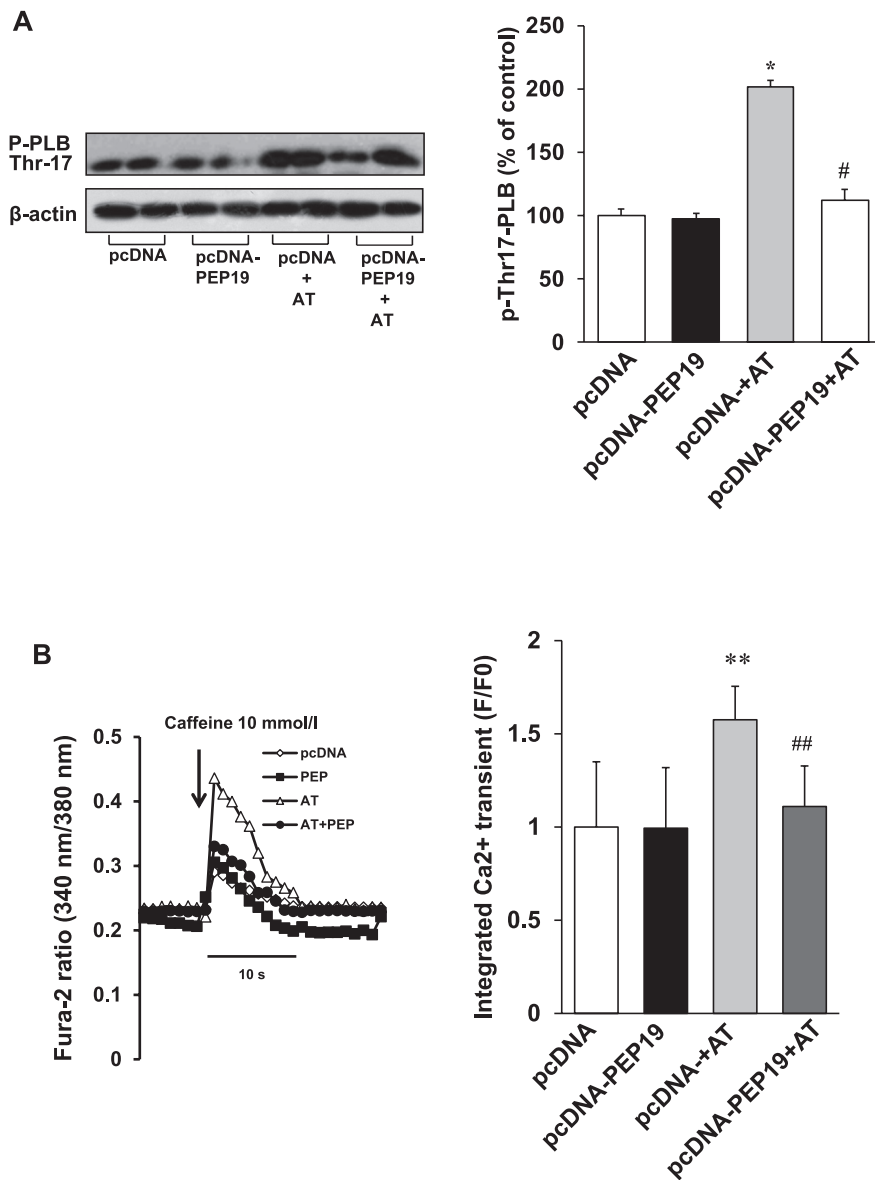 A
P-PLB
Thr-17
β-actin
pcDNA
pcDNA-
PEP19
pcDNA
+
AT
pcDNA-
PEP19
+
AT
p-Thr17-PLB (% of control)
250
200
150
100
50
0
*
#
pcDNA
pcDNA-PEP19
pcDNA-+AT
pcDNA-PEP19+AT
B
Fura-2 ratio (340 nm/380 nm)
0.5
0.4
0.3
0.2
0.1
0
Caffeine 10 mmol/l
pcDNA
PEP
AT
AT+PEP
10 s
Integrated Ca2+ transient (F/F0)
2
1.5
1
0.5
0
**
##
pcDNA
pcDNA-PEP19
pcDNA-+AT
pcDNA-PEP19+AT